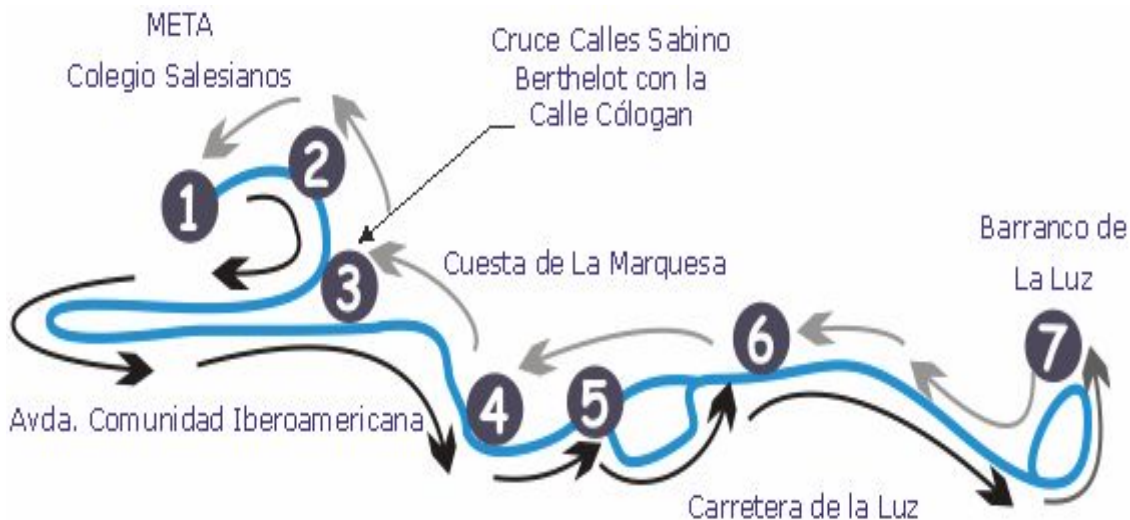 META
Colegio Salesianos
Cruce Calles Sabino
Berthelot con la
Calle Cólogan
1
2
3
Cuesta de La Marquesa
Barranco de
La Luz
4
5
6
7
Avda. Comunidad Iberoamericana
Carretera de la Luz